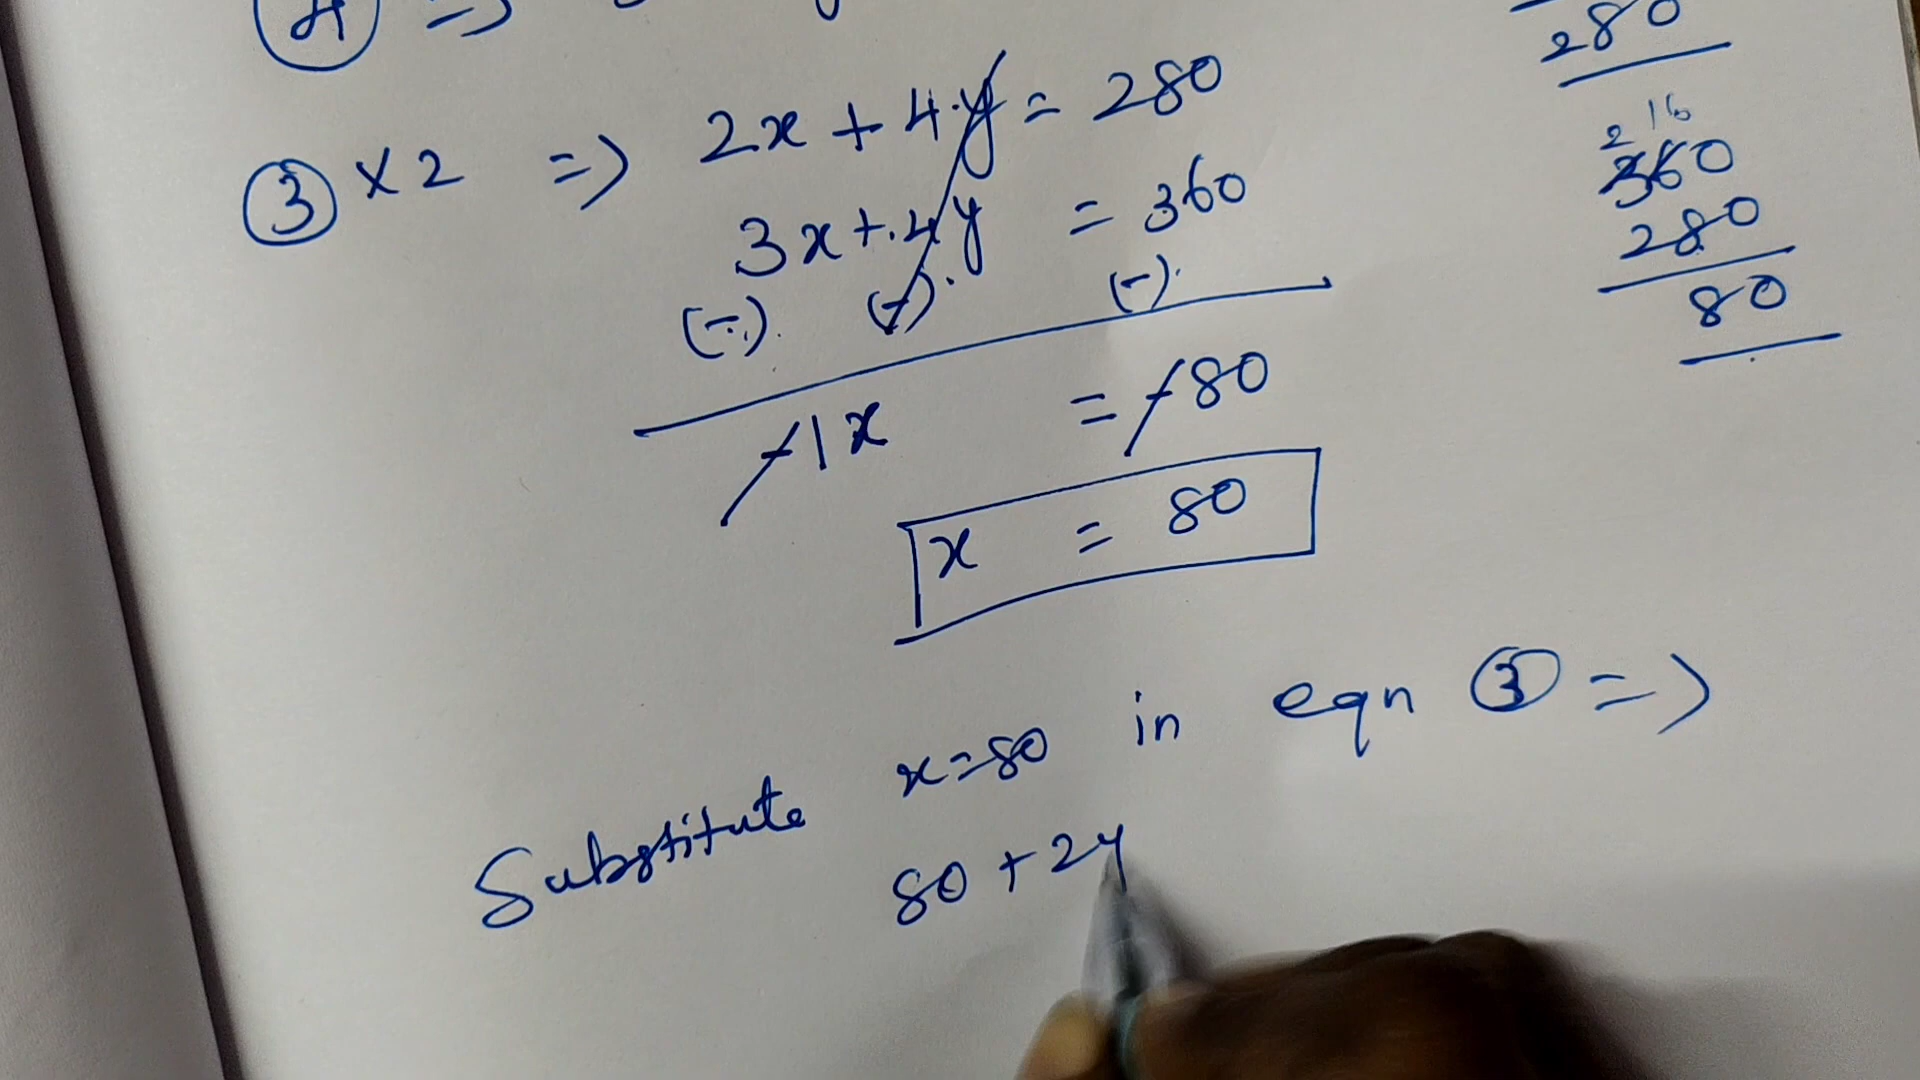 ④ =>
280
③ × 2 => 2x + 4y = 280
3x + 4y = 360
(-) (-) (-)
-1x = -80
x = 80
2 16
360
280
80
Substitute x=80 in eqn ③ =>
80 + 2y